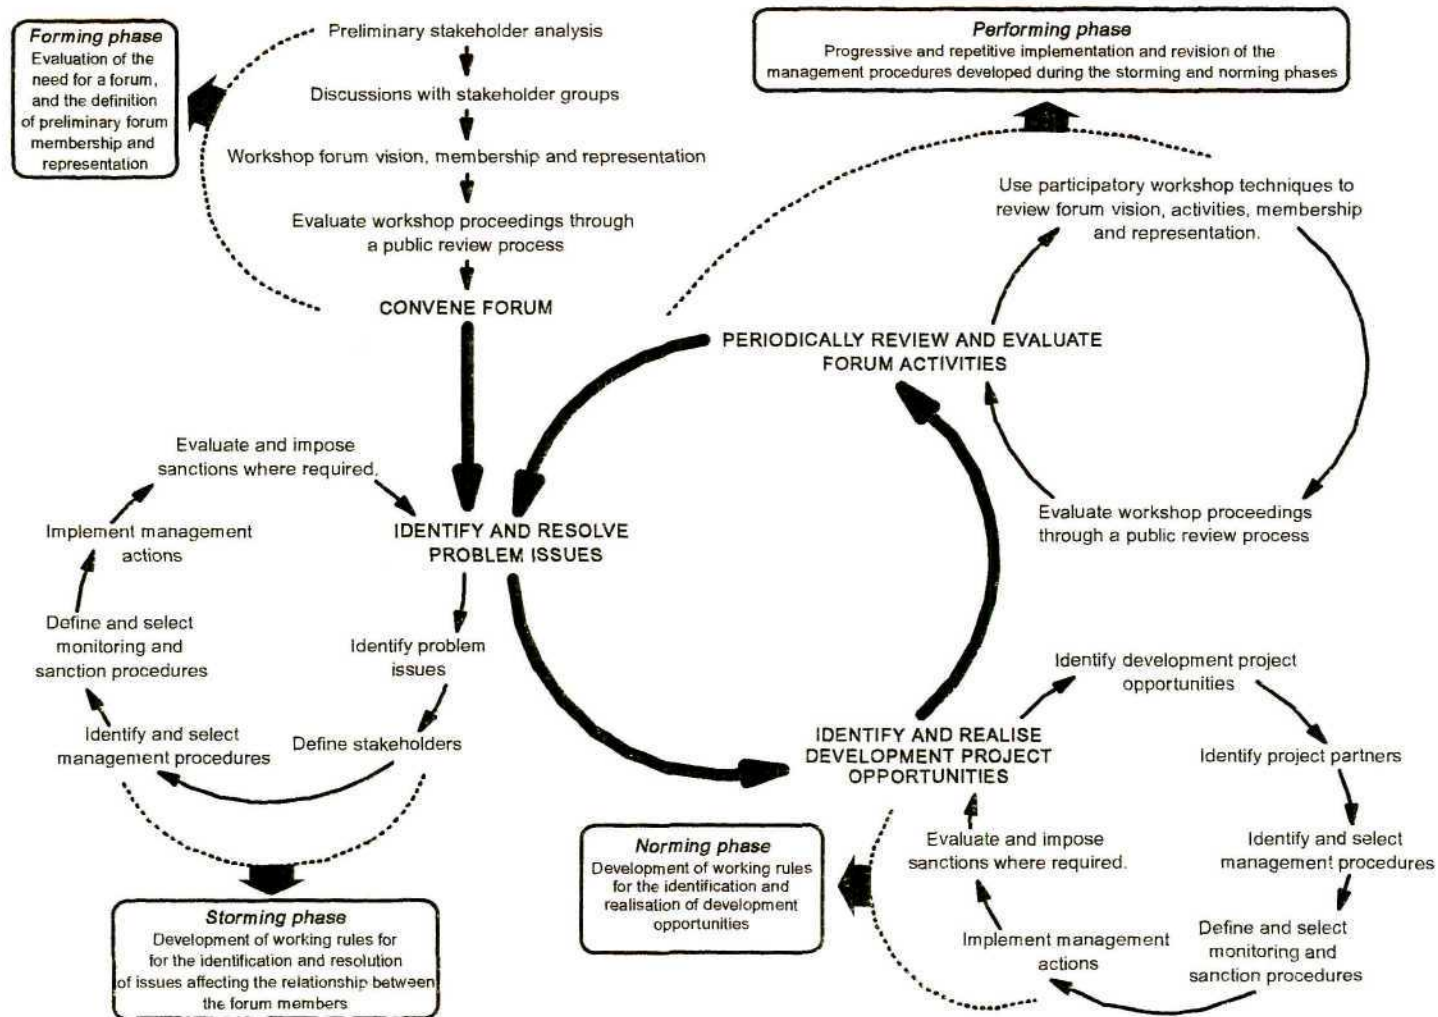 Forming phase
Evaluation of the
need for a forum,
and the definition
of preliminary forum
membership and
representation
Preliminary stakeholder analysis
Discussions with stakeholder groups
Workshop forum vision, membership and representation
Evaluate workshop proceedings through
a public review process
CONVENE FORUM
Performing phase
Progressive and repetitive implementation and revision of the
management procedures developed during the storming and norming phases
Use participatory workshop techniques to
review forum vision, activities, membership
and representation.
PERIODICALLY REVIEW AND EVALUATE
FORUM ACTIVITIES
Evaluate workshop proceedings
through a public review process
Evaluate and impose
sanctions where required.
Implement management
actions
Define and select
monitoring and
sanction procedures
Identify and select
management procedures
IDENTIFY AND RESOLVE
PROBLEM ISSUES
Identify problem
issues
Define stakeholders
Storming phase
Development of working rules for
for the identification and resolution
of issues affecting the relationship between
the forum members
IDENTIFY AND REALISE
DEVELOPMENT PROJECT
OPPORTUNITIES
Identify development project
opportunities
Identify project partners
Identify and select
management procedures
Define and select
monitoring and
sanction procedures
Implement management
actions
Evaluate and impose
sanctions where required.
Norming phase
Development of working rules
for the identification and
realisation of development
opportunities